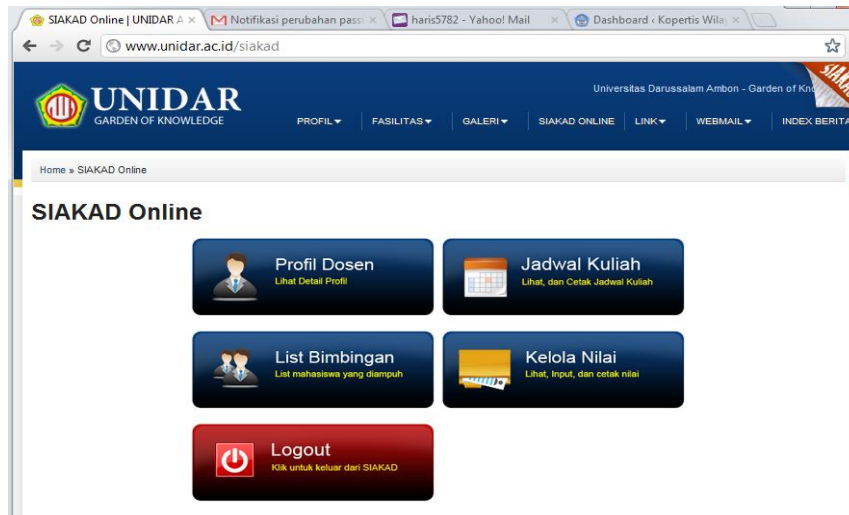 SIAKAD Online | UNIDAR A
Notifikasi perubahan pass
haris5782 - Yahoo! Mail
Dashboard ‹ Kopertis Wilay
www.unidar.ac.id/siakad
SIAKAD
Universitas Darussalam Ambon - Garden of Kno
UNIDAR
GARDEN OF KNOWLEDGE
PROFIL
FASILITAS
GALERI
SIAKAD ONLINE
LINK
WEBMAIL
INDEX BERITA
Home » SIAKAD Online
SIAKAD Online
Profil Dosen
Lihat Detail Profil
Jadwal Kuliah
Lihat, dan Cetak Jadwal Kuliah
List Bimbingan
List mahasiswa yang diampuh
Kelola Nilai
Lihat, Input, dan cetak nilai
Logout
Klik untuk keluar dari SIAKAD